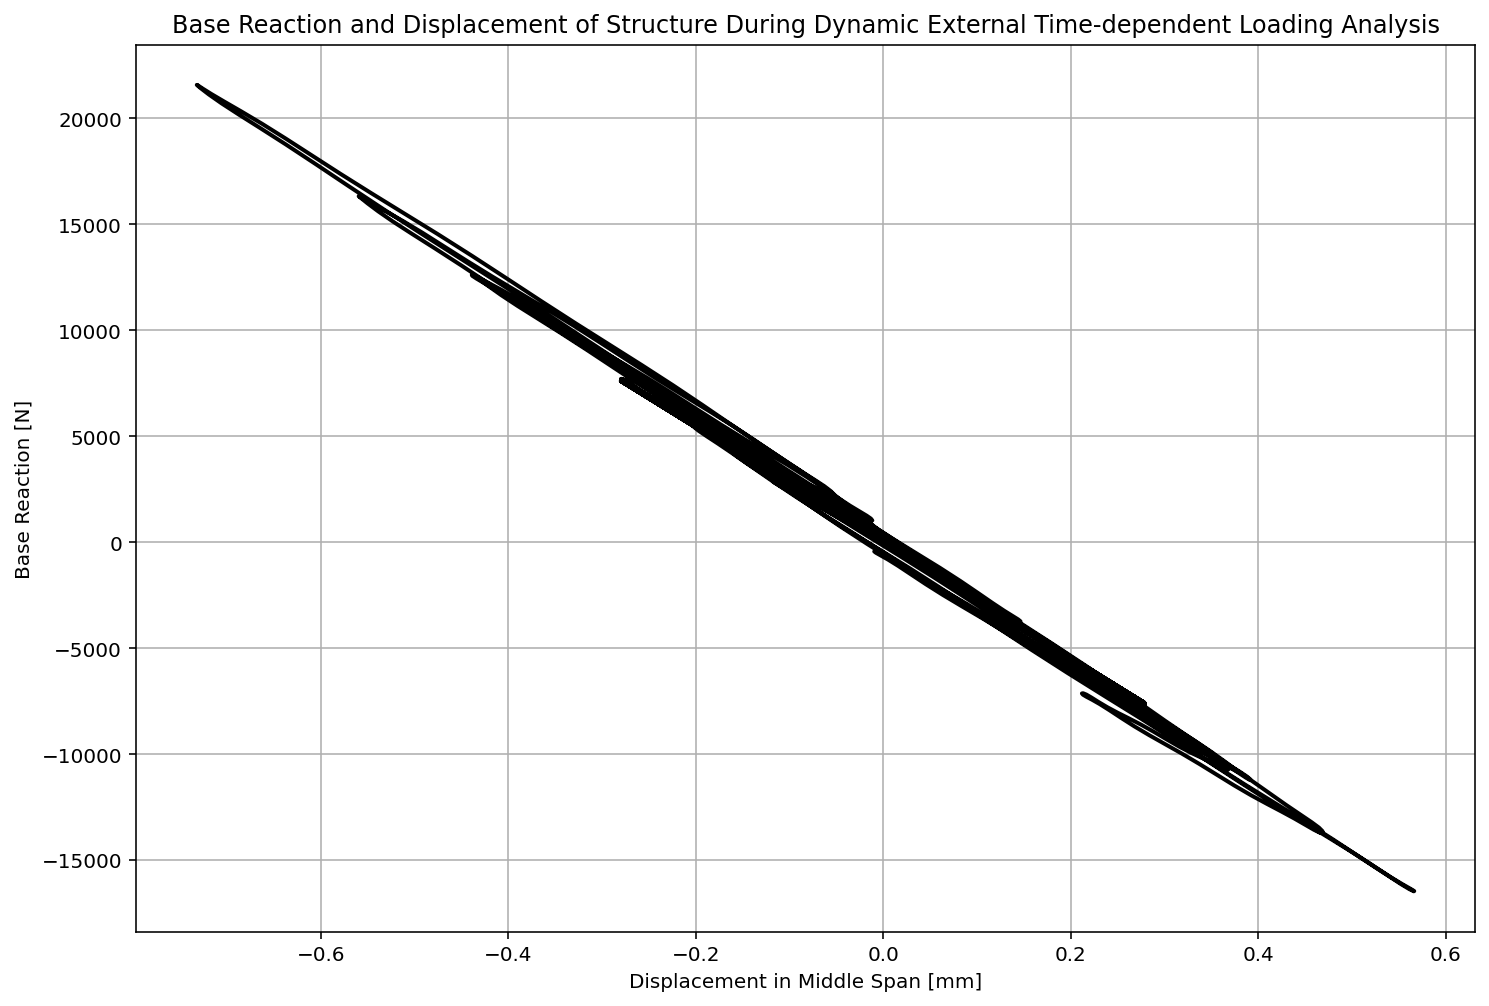 Base Reaction and Displacement of Structure During Dynamic External Time-dependent Loading Analysis
20000
15000
10000
5000
0
−5000
−10000
−15000
Base Reaction [N]
−0.6 −0.4 −0.2 0.0 0.2 0.4 0.6
Displacement in Middle Span [mm]